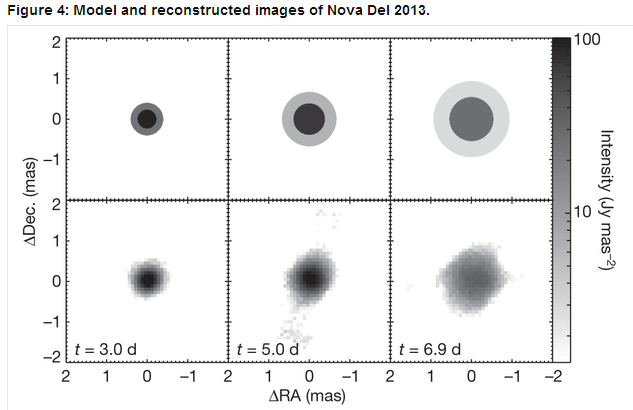 Figure 4: Model and reconstructed images of Nova Del 2013.
2
1
0
−1
ΔDec. (mas)
2
1
0
−1
−2
t = 3.0 d
t = 5.0 d
t = 6.9 d
2 1 0 −1 2 1 0 −1 2 1 0 −1 −2
ΔRA (mas)
100
10
Intensity (Jy mas⁻²)